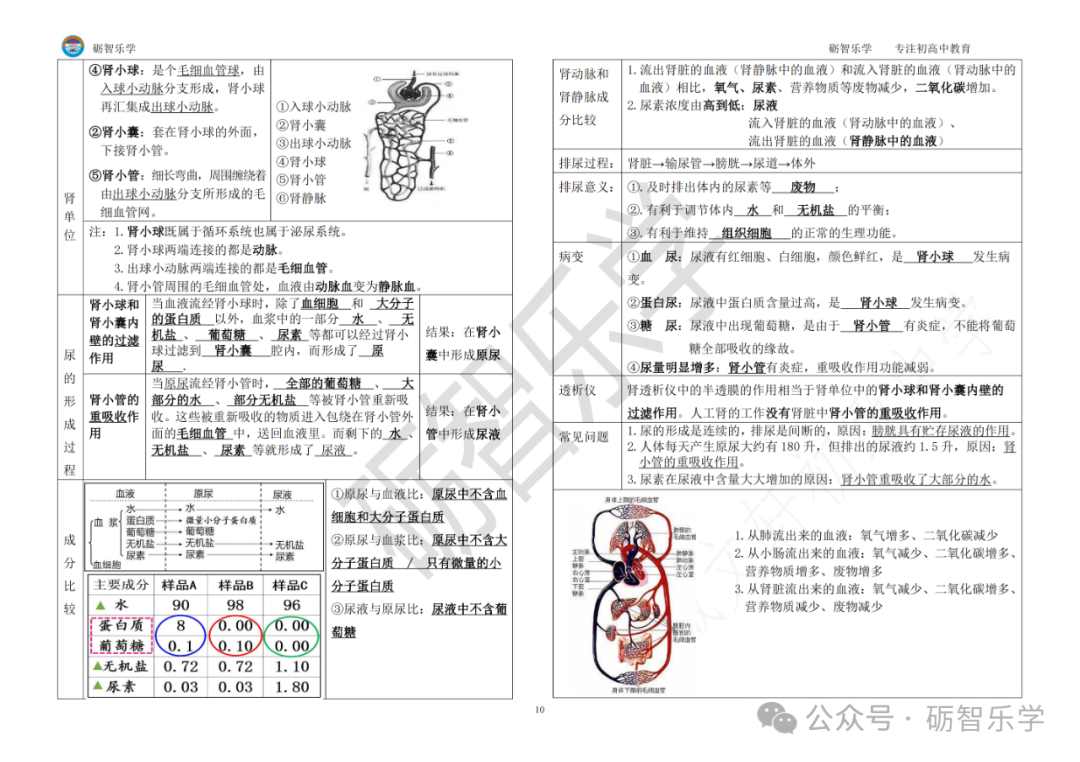 砺智乐学
④肾小球：是个毛细血管球，由
入球小动脉分支形成，肾小球
再汇集成出球小动脉。
②肾小囊：套在肾小球的外面，
下接肾小管。
⑤肾小管：细长弯曲，周围缠绕着
由出球小动脉分支所形成的毛
细血管网。
①入球小动脉
②肾小囊
③出球小动脉
④肾小球
⑤肾小管
⑥肾静脉
肾单位
注：1.肾小球既属于循环系统也属于泌尿系统。
2.肾小球两端连接的都是动脉。
3.出球小动脉两端连接的都是毛细血管。
4.肾小管周围的毛细血管处，血液由动脉血变为静脉血。
尿的形成过程
肾小球和
肾小囊内
壁的过滤
作用
当血液流经肾小球时，除了血细胞 和 大分子
的蛋白质 以外，血浆中的一部分 水 、 无
机盐 、 葡萄糖 、 尿素 等都可以经过肾小
球过滤到 肾小囊 腔内，而形成了 原
尿 .
结果：在肾小
囊中形成原尿
肾小管的
重吸收作
用
当原尿流经肾小管时， 全部的葡萄糖 、 大
部分的水 、 部分无机盐 等被肾小管重新吸
收。这些被重新吸收的物质进入包绕在肾小管外
面的毛细血管 中，送回血液里。而剩下的 水 、
无机盐 、 尿素 等就形成了 尿液 。
结果：在肾小
管中形成尿液
成分比较
血液 原尿 尿液
血浆
水 水 水
蛋白质 微量小分子蛋白质
葡萄糖 葡萄糖
无机盐 无机盐 无机盐
尿素 尿素 尿素
血细胞
主要成分 样品A 样品B 样品C
▲水 90 98 96
蛋白质 8 0.00 0.00
葡萄糖 0.1 0.10 0.00
▲无机盐 0.72 0.72 1.10
▲尿素 0.03 0.03 1.80
①原尿与血液比：原尿中不含血
细胞和大分子蛋白质
②原尿与血浆比：原尿中不含大
分子蛋白质 / 只有微量的小
分子蛋白质
③尿液与原尿比：尿液中不含葡
萄糖
砺智乐学 专注初高中教育
肾动脉和
肾静脉成
分比较
1.流出肾脏的血液（肾静脉中的血液）和流入肾脏的血液（肾动脉中的
血液）相比，氧气、尿素、营养物质等废物减少，二氧化碳增加。
2.尿素浓度由高到低：尿液
流入肾脏的血液（肾动脉中的血液）、
流出肾脏的血液（肾静脉中的血液）
排尿过程：
肾脏→输尿管→膀胱→尿道→体外
排尿意义：
①.及时排出体内的尿素等 废物 ；
②.有利于调节体内 水 和 无机盐 的平衡；
③.有利于维持 组织细胞 的正常的生理功能。
病变
①血 尿：尿液有红细胞、白细胞，颜色鲜红，是 肾小球 发生病
变。
②蛋白尿：尿液中蛋白质含量过高，是 肾小球 发生病变。
③糖 尿：尿液中出现葡萄糖，是由于 肾小管 有炎症，不能将葡萄
糖全部吸收的缘故。
④尿量明显增多：肾小管有炎症，重吸收作用功能减弱。
透析仪
肾透析仪中的半透膜的作用相当于肾单位中的肾小球和肾小囊内壁的
过滤作用。人工肾的工作没有肾脏中肾小管的重吸收作用。
常见问题
1.尿的形成是连续的，排尿是间断的，原因：膀胱具有贮存尿液的作用。
2.人体每天产生原尿大约有 180 升，但排出的尿液约 1.5 升，原因：肾
小管的重吸收作用。
3.尿素在尿液中含量大大增加的原因：肾小管重吸收了大部分的水。
身体上部的毛细血管
肺部的
毛细血管
主动脉
上腔
静脉
右心房
右心室
下腔
静脉
肺静脉
肺动脉
左心房
左心室
腹腔内
器官的
毛细血管
身体下部的毛细血管
1.从肺流出来的血液：氧气增多、二氧化碳减少
2.从小肠流出来的血液：氧气减少、二氧化碳增多、
营养物质增多、废物增多
3.从肾脏流出来的血液：氧气减少、二氧化碳增多、
营养物质减少、废物减少
10
砺智乐学
公众号·砺智乐学